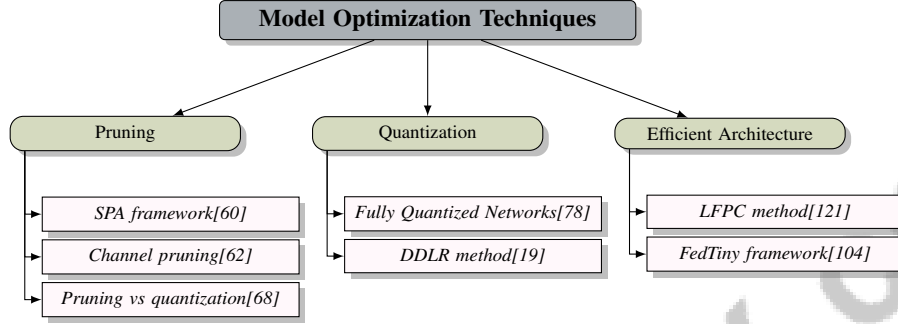 Model Optimization Techniques
Pruning
SPA framework[60]
Channel pruning[62]
Pruning vs quantization[68]
Quantization
Fully Quantized Networks[78]
DDLR method[19]
Efficient Architecture
LFPC method[121]
FedTiny framework[104]